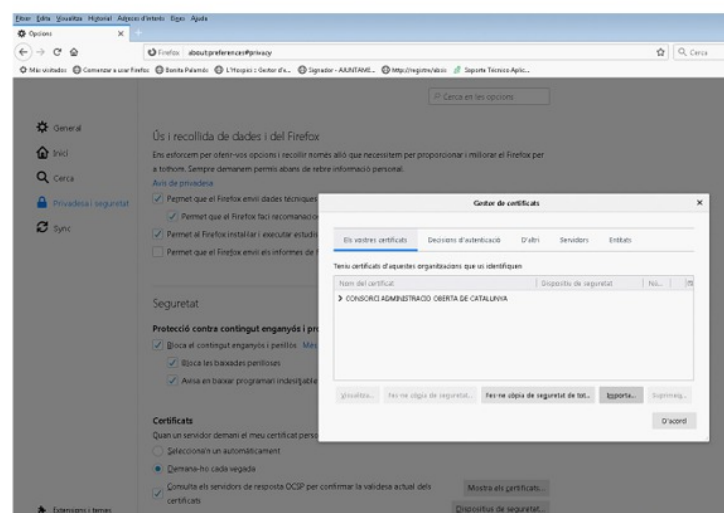 Fitxer Edita Visualitza Historial Adreces d'interès Eines Ajuda
Opcions
Firefox about:preferences#privacy
Cerca
Més visitades Comenzar a usar Firefox Bústia Palamós L'Hospici :: Gestor d'e... Signador - AJUNTAME... http://registre/absis Suporte Técnico Aplic...
Cerca en les opcions
General
Inici
Cerca
Privadesa i seguretat
Sync
Extensions i temes
Ús i recollida de dades i del Firefox
Ens esforcem per oferir-vos opcions i recollir només allò que necessitem per proporcionar i millorar el Firefox per
a tothom. Sempre demanem permís abans de rebre informació personal.
Avís de privadesa
Permet que el Firefox enviï dades tècniques
Permet que el Firefox faci recomanacio
Permet al Firefox instal·lar i executar estudis
Permet que el Firefox enviï els informes de f
Seguretat
Protecció contra contingut enganyós i pro
Bloca el contingut enganyós i perillós Més
Bloca les baixades perilloses
Avisa en baixar programari indesitjable
Certificats
Quan un servidor demani el meu certificat perso
Selecciona'n un automàticament
Demana-ho cada vegada
Consulta els servidors de resposta OCSP per confirmar la validesa actual dels
certificats
Mostra els certificats...
Dispositius de seguretat...
Gestor de certificats
Els vostres certificats Decisions d'autenticació D'altri Servidors Entitats
Teniu certificats d'aquestes organitzacions que us identifiquen
Nom del certificat Dispositiu de seguretat
CONSORCI ADMINISTRACIO OBERTA DE CATALUNYA
Visualitza... Fes-ne còpia de seguretat... Fes-ne còpia de seguretat de tot... Importa... Suprimeix...
D'acord